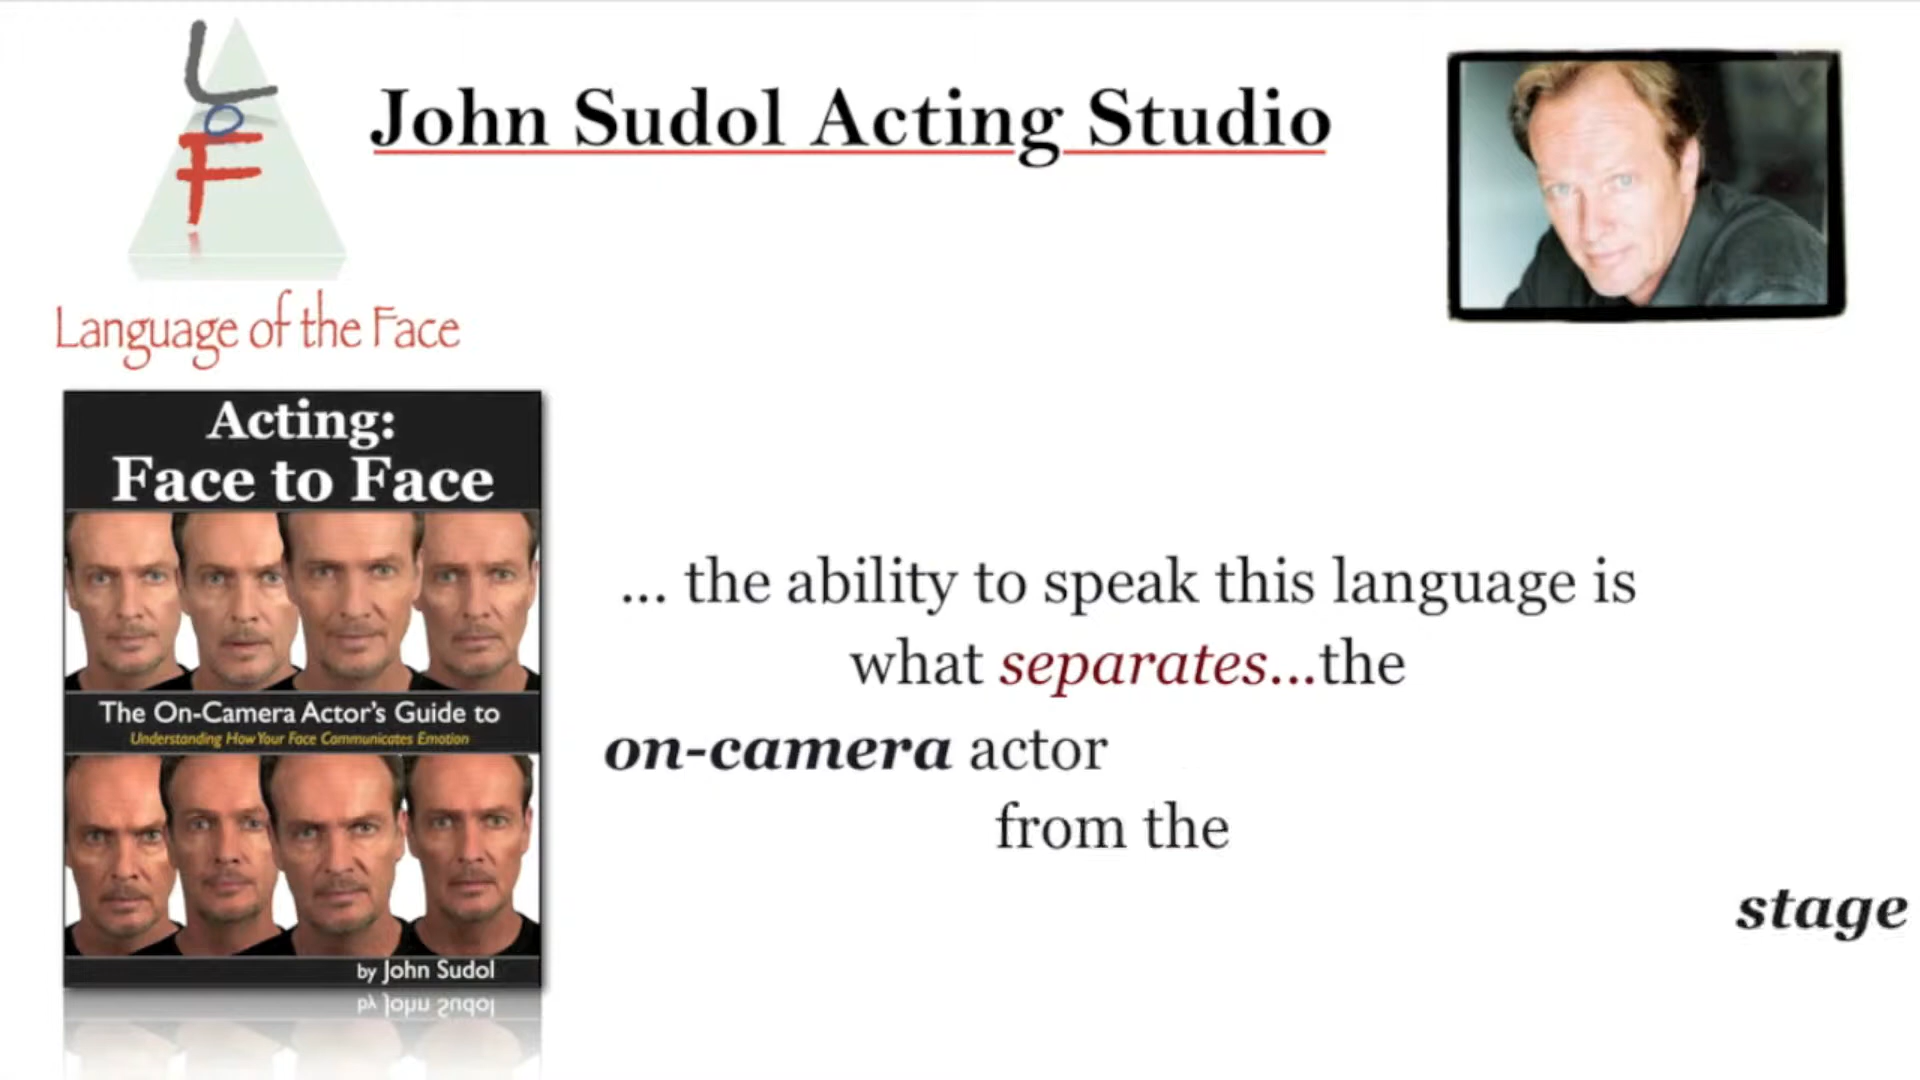 LoF
John Sudol Acting Studio
Language of the Face
Acting:
Face to Face
The On-Camera Actor's Guide to
Understanding How Your Face Communicates Emotion
by John Sudol
... the ability to speak this language is
what separates...the
on-camera actor
from the
stage